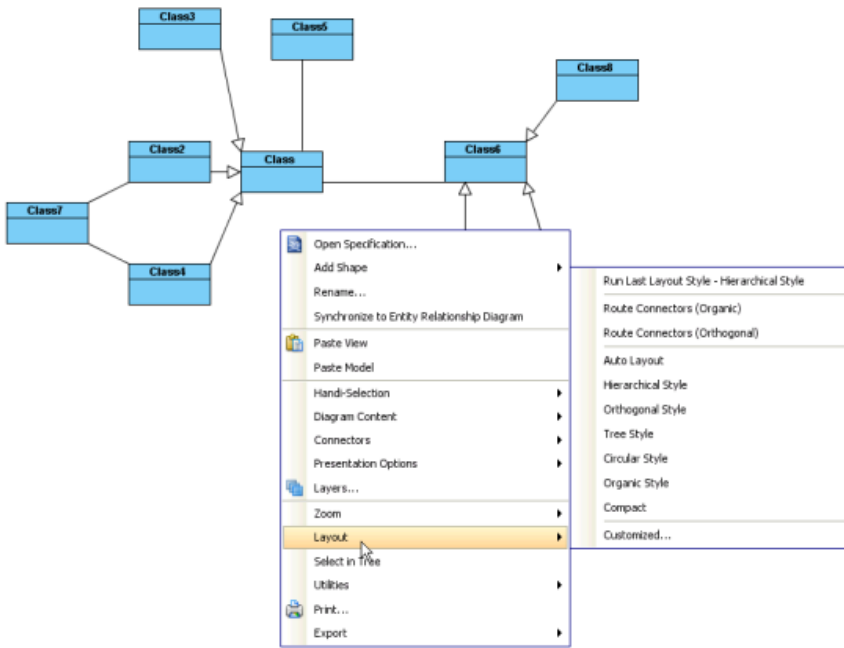 Class3
Class5
Class8
Class2
Class
Class6
Class7
Class4
Open Specification...
Add Shape
Rename...
Synchronize to Entity Relationship Diagram
Paste View
Paste Model
Handi-Selection
Diagram Content
Connectors
Presentation Options
Layers...
Zoom
Layout
Select in Tree
Utilities
Print...
Export
Run Last Layout Style - Hierarchical Style
Route Connectors (Organic)
Route Connectors (Orthogonal)
Auto Layout
Hierarchical Style
Orthogonal Style
Tree Style
Circular Style
Organic Style
Compact
Customized...